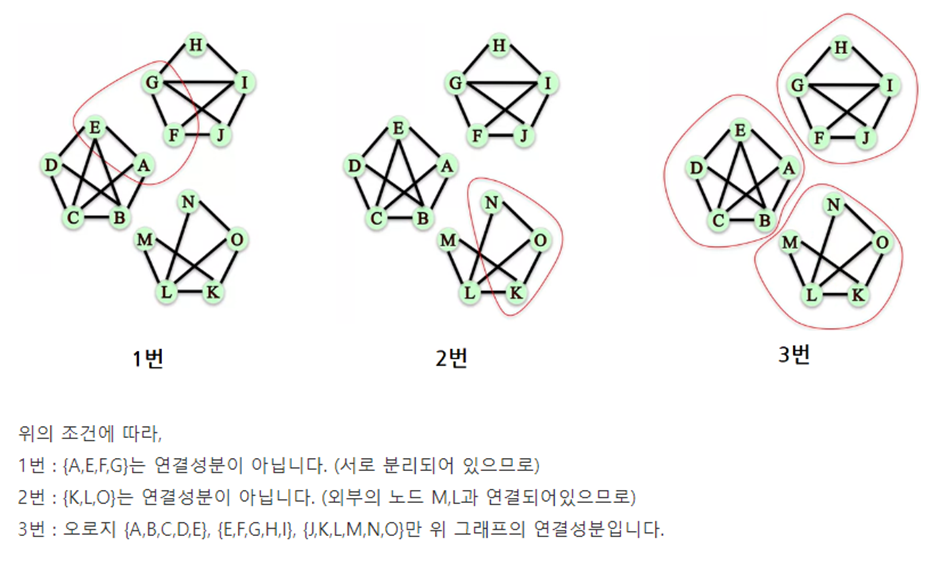 H
G
I
E
F
J
D
A
C
B
N
M
O
L
K
H
G
I
E
F
J
D
A
C
B
N
M
O
L
K
H
G
I
E
F
J
D
A
C
B
N
M
O
L
K
1번
2번
3번
위의 조건에 따라,
1번 : {A,E,F,G}는 연결성분이 아닙니다. (서로 분리되어 있으므로)
2번 : {K,L,O}는 연결성분이 아닙니다. (외부의 노드 M,L과 연결되어있으므로)
3번 : 오로지 {A,B,C,D,E}, {E,F,G,H,I}, {J,K,L,M,N,O}만 위 그래프의 연결성분입니다.